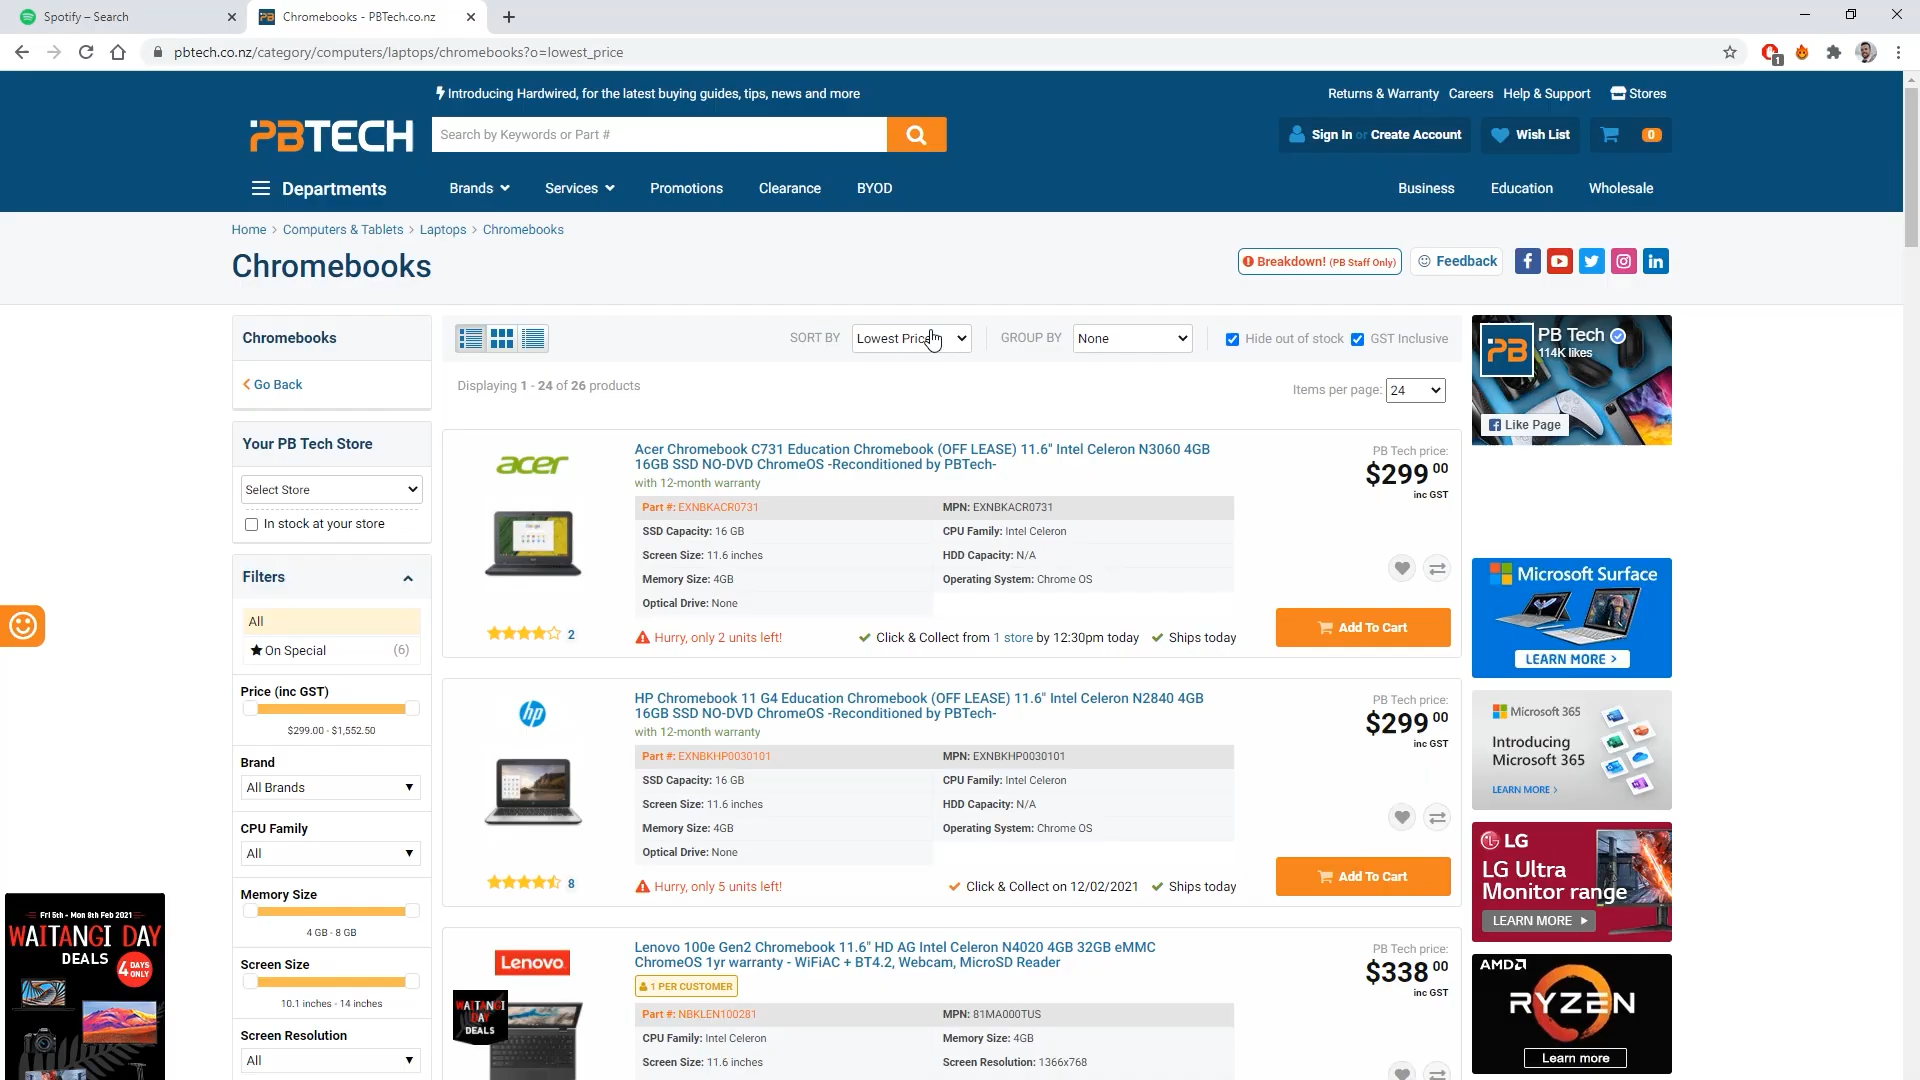 Spotify – Search
Chromebooks - PBTech.co.nz
pbtech.co.nz/category/computers/laptops/chromebooks?o=lowest_price
1
Introducing Hardwired, for the latest buying guides, tips, news and more
Returns & Warranty Careers Help & Support Stores
PBTECH
Search by Keywords or Part #
Sign In or Create Account
Wish List
0
Departments
Brands Services Promotions Clearance BYOD
Business Education Wholesale
Home > Computers & Tablets > Laptops > Chromebooks
Chromebooks
Breakdown! (PB Staff Only)
Feedback
Chromebooks
Go Back
Your PB Tech Store
Select Store
In stock at your store
Filters
All
On Special (6)
Price (inc GST)
$299.00 - $1,552.50
Brand
All Brands
CPU Family
All
Memory Size
4 GB - 8 GB
Screen Size
10.1 inches - 14 inches
Screen Resolution
All
SORT BY Lowest Price
GROUP BY None
Hide out of stock GST Inclusive
Displaying 1 - 24 of 26 products
Items per page: 24
acer
Acer Chromebook C731 Education Chromebook (OFF LEASE) 11.6" Intel Celeron N3060 4GB
16GB SSD NO-DVD ChromeOS -Reconditioned by PBTech-
with 12-month warranty
Part #: EXNBKACR0731 MPN: EXNBKACR0731
SSD Capacity: 16 GB CPU Family: Intel Celeron
Screen Size: 11.6 inches HDD Capacity: N/A
Memory Size: 4GB Operating System: Chrome OS
Optical Drive: None
2
Hurry, only 2 units left!
Click & Collect from 1 store by 12:30pm today Ships today
PB Tech price:
$299 00
inc GST
Add To Cart
hp
HP Chromebook 11 G4 Education Chromebook (OFF LEASE) 11.6" Intel Celeron N2840 4GB
16GB SSD NO-DVD ChromeOS -Reconditioned by PBTech-
with 12-month warranty
Part #: EXNBKHP0030101 MPN: EXNBKHP0030101
SSD Capacity: 16 GB CPU Family: Intel Celeron
Screen Size: 11.6 inches HDD Capacity: N/A
Memory Size: 4GB Operating System: Chrome OS
Optical Drive: None
8
Hurry, only 5 units left!
Click & Collect on 12/02/2021 Ships today
PB Tech price:
$299 00
inc GST
Add To Cart
Lenovo
Lenovo 100e Gen2 Chromebook 11.6" HD AG Intel Celeron N4020 4GB 32GB eMMC
ChromeOS 1yr warranty - WiFiAC + BT4.2, Webcam, MicroSD Reader
1 PER CUSTOMER
WAITANGI
DAY
DEALS
Part #: NBKLEN100281 MPN: 81MA000TUS
CPU Family: Intel Celeron Memory Size: 4GB
Screen Size: 11.6 inches Screen Resolution: 1366x768
PB Tech price:
$338 00
inc GST
PB
PB Tech
114K likes
Like Page
Microsoft Surface
LEARN MORE >
Microsoft 365
Introducing
Microsoft 365
LEARN MORE >
LG
LG Ultra
Monitor range
LEARN MORE
AMD
RYZEN
Learn more
Fri 5th - Mon 8th Feb 2021
WAITANGI DAY
DEALS
4 DAYS
ONLY